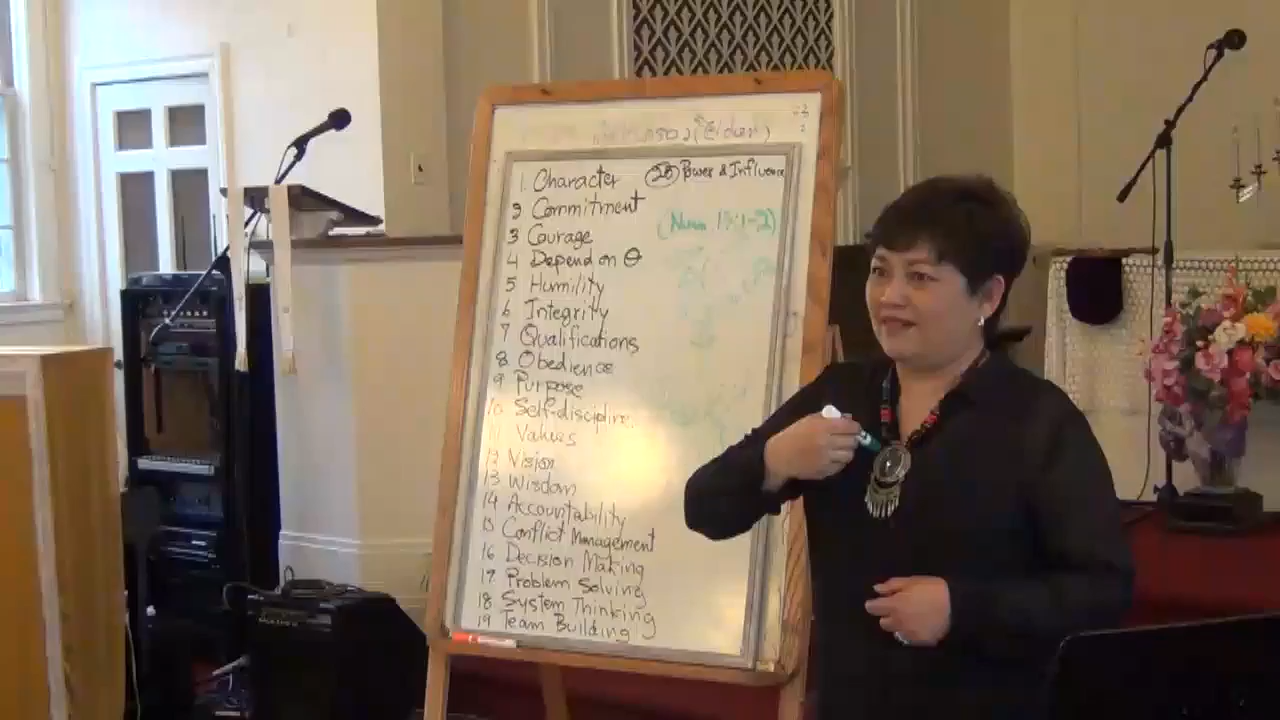 (Elder)
1. Character
2 Commitment
3 Courage
4 Depend on Θ
5 Humility
6 Integrity
7 Qualifications
8 Obedience
9 Purpose
10 Self-discipline.
11 Values
12 Vision
13 Wisdom
14 Accountability
15 Conflict Management
16 Decision Making
17 Problem Solving
18 System Thinking
19 Team Building
20 Power & Influence
(Num.